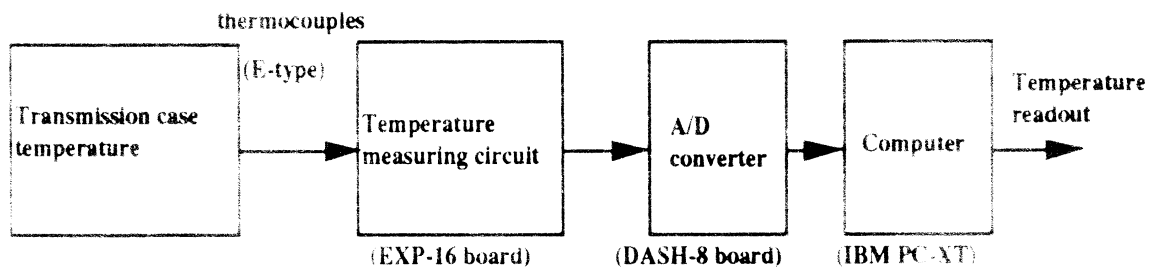 thermocouples
(E-type)
Transmission case
temperature
Temperature
measuring circuit
(EXP-16 board)
A/D
converter
(DASH-8 board)
Computer
(IBM PC-XT)
Temperature
readout